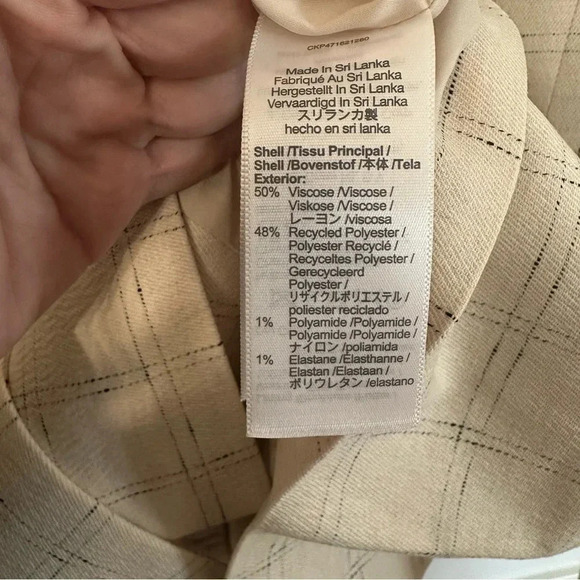 CKP471621260
Made In Sri Lanka
Fabriqué Au Sri Lanka
Hergestellt In Sri Lanka
Vervaardigd In Sri Lanka
スリランカ製
hecho en sri lanka
Shell /Tissu Principal /
Shell /Bovenstof /本体 /Tela
Exterior:
50% Viscose /Viscose /
Viskose /Viscose /
レーヨン /viscosa
48% Recycled Polyester /
Polyester Recyclé /
Recyceltes Polyester /
Gerecycleerd
Polyester /
リサイクルポリエステル /
poliester reciclado
1% Polyamide /Polyamide /
Polyamid /Polyamide /
ナイロン /poliamida
1% Elastane /Elasthanne /
Elastan /Elastaan /
ポリウレタン /elastano